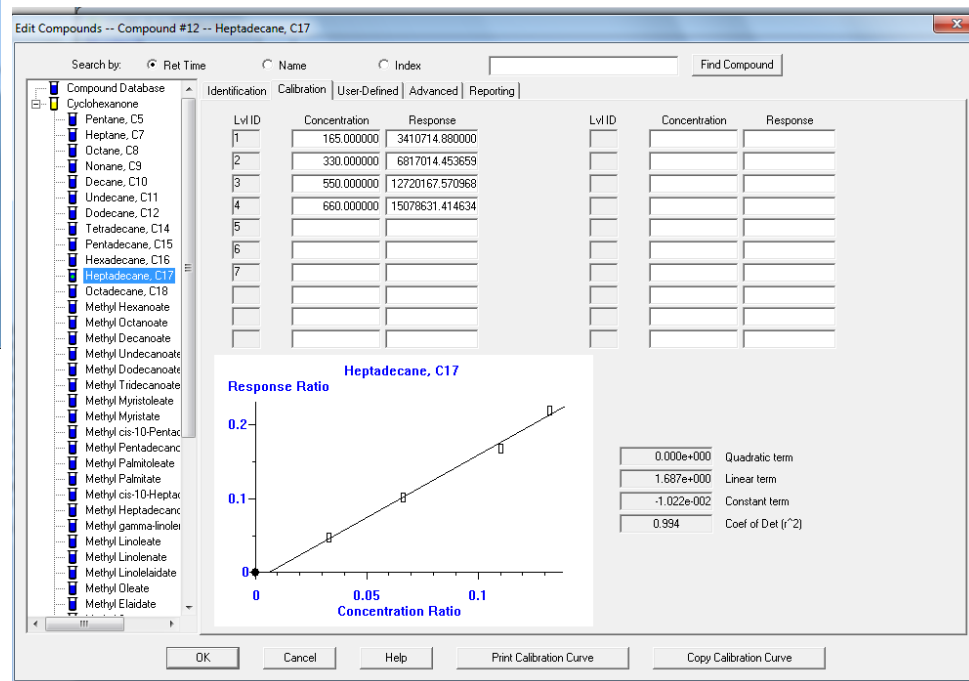 Edit Compounds -- Compound #12 -- Heptadecane, C17
Search by: Ret Time Name Index Find Compound
Compound Database
Cyclohexanone
Pentane, C5
Heptane, C7
Octane, C8
Nonane, C9
Decane, C10
Undecane, C11
Dodecane, C12
Tetradecane, C14
Pentadecane, C15
Hexadecane, C16
Heptadecane, C17
Octadecane, C18
Methyl Hexanoate
Methyl Octanoate
Methyl Decanoate
Methyl Undecanoate
Methyl Dodecanoate
Methyl Tridecanoate
Methyl Myristoleate
Methyl Myristate
Methyl cis-10-Pentac
Methyl Pentadecanc
Methyl Palmitoleate
Methyl Palmitate
Methyl cis-10-Heptac
Methyl Heptadecanc
Methyl gamma-linoler
Methyl Linoleate
Methyl Linolenate
Methyl Linolelaidate
Methyl Oleate
Methyl Elaidate
Identification Calibration User-Defined Advanced Reporting
Lvl ID Concentration Response Lvl ID Concentration Response
1 165.000000 3410714.880000
2 330.000000 6817014.453659
3 550.000000 12720167.570968
4 660.000000 15078631.414634
5
6
7
Heptadecane, C17
Response Ratio
0.2
0.1
0
0 0.05 0.1
Concentration Ratio
0.000e+000 Quadratic term
1.687e+000 Linear term
-1.022e-002 Constant term
0.994 Coef of Det (r^2)
OK Cancel Help Print Calibration Curve Copy Calibration Curve